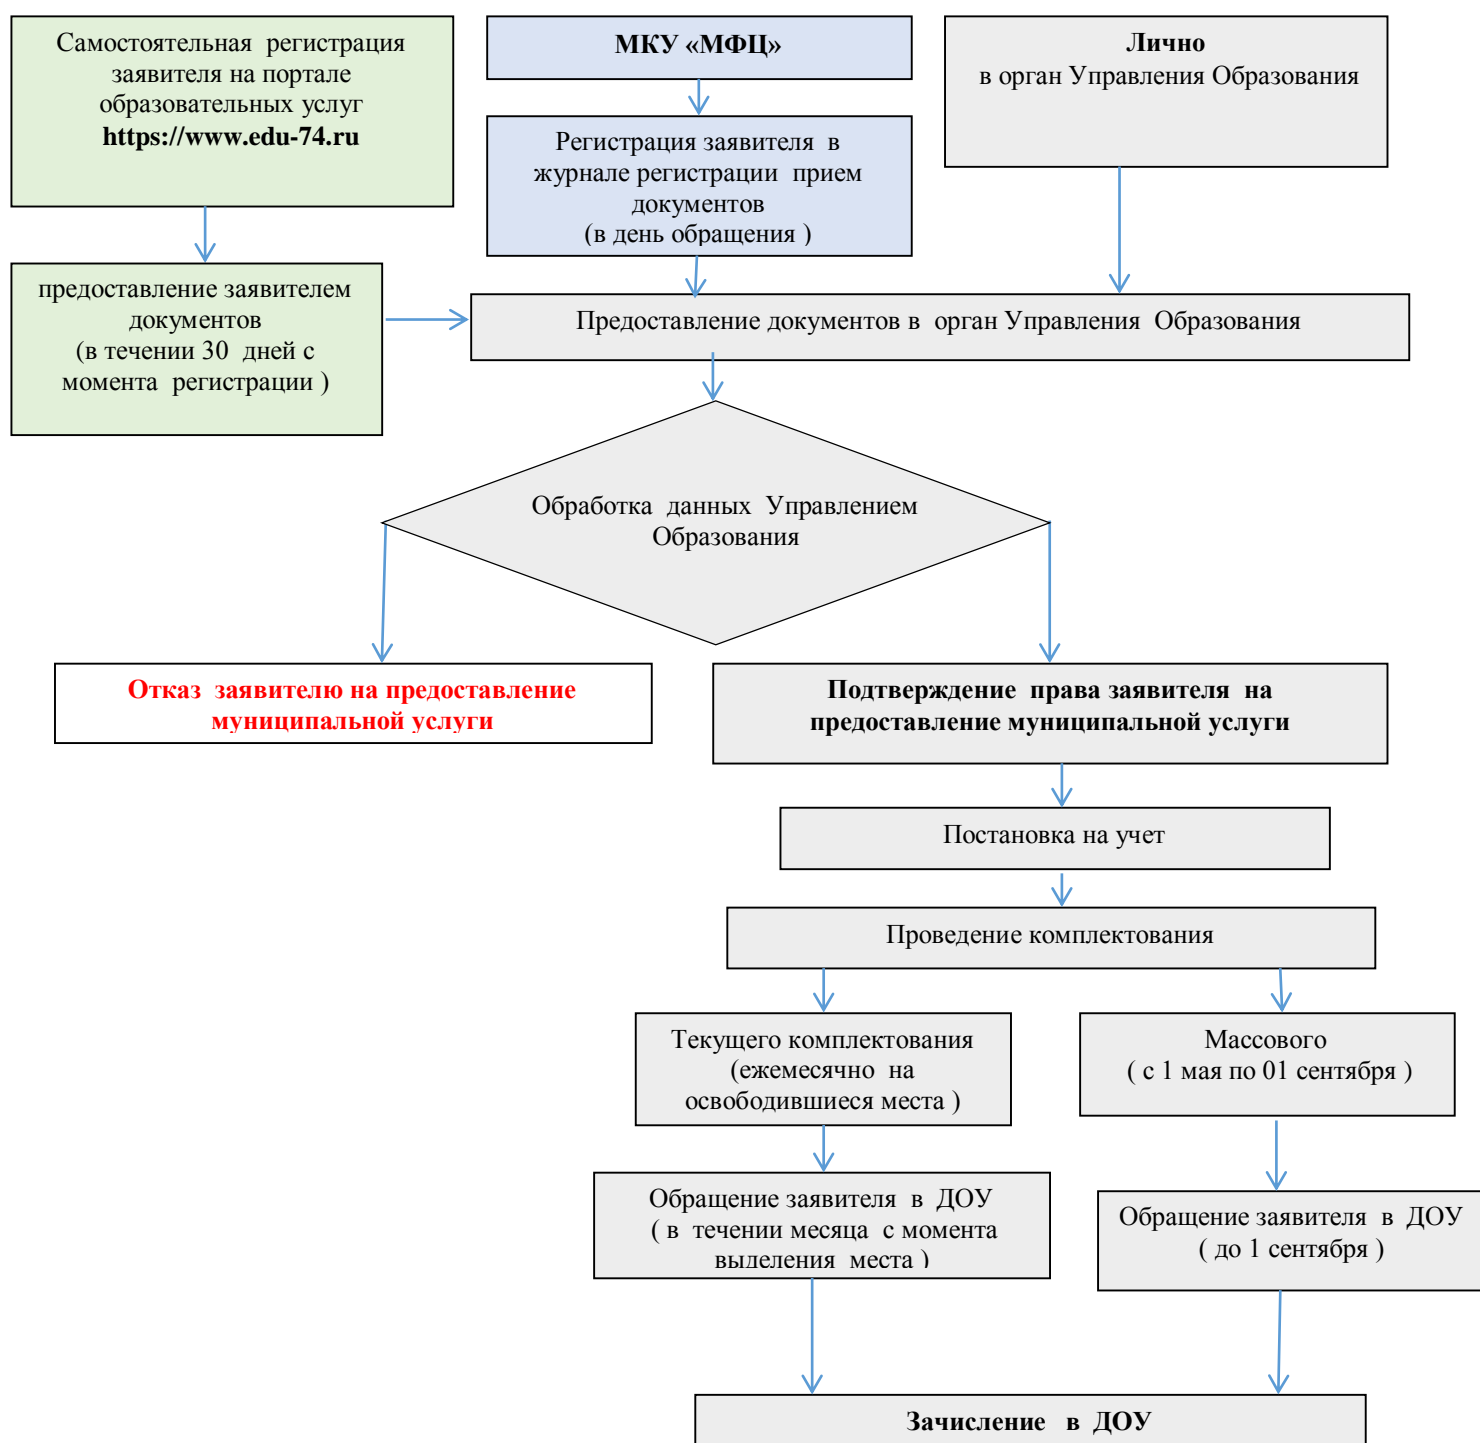 Самостоятельная регистрация
заявителя на портале
образовательных услуг
https://www.edu-74.ru
МКУ «МФЦ»
Лично
в орган Управления Образования
Регистрация заявителя в
журнале регистрации прием
документов
(в день обращения )
предоставление заявителем
документов
(в течении 30 дней с
момента регистрации )
Предоставление документов в орган Управления Образования
Обработка данных Управлением
Образования
Отказ заявителю на предоставление
муниципальной услуги
Подтверждение права заявителя на
предоставление муниципальной услуги
Постановка на учет
Проведение комплектования
Текущего комплектования
(ежемесячно на
освободившиеся места )
Массового
( с 1 мая по 01 сентября )
Обращение заявителя в ДОУ
( в течении месяца с момента
выделения места )
Обращение заявителя в ДОУ
( до 1 сентября )
Зачисление в ДОУ